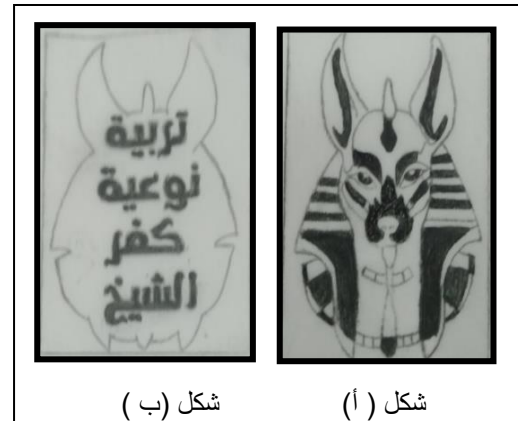 تربية
نوعية
كفر
الشيخ
شكل ( أ )
شكل (ب )